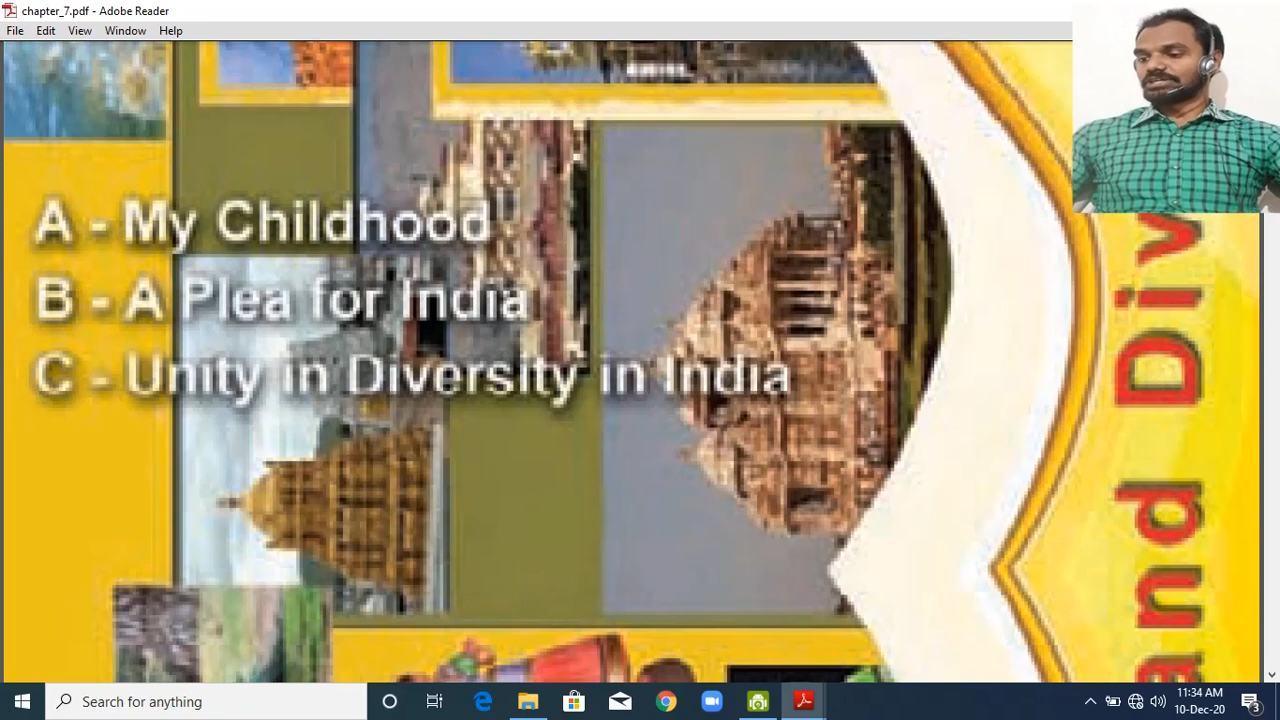 chapter_7.pdf - Adobe Reader
File Edit View Window Help
A - My Childhood
B - A Plea for India
C - Unity in Diversity in India
and Div
Search for anything
11:34 AM
10-Dec-20
3